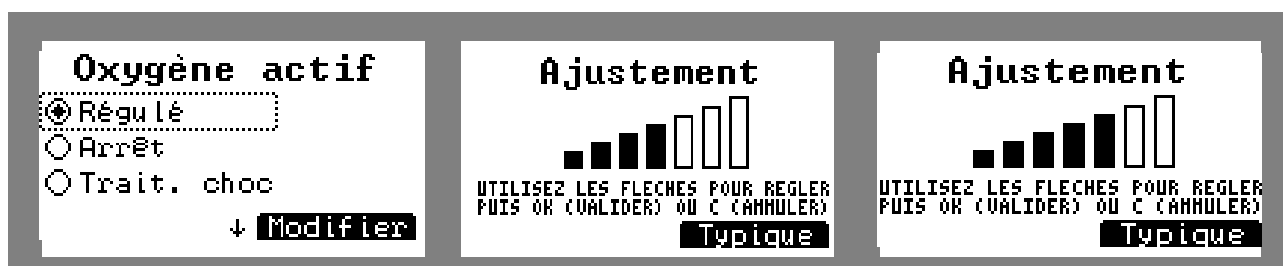 Oxygène actif
Régulé
Arrêt
Trait. choc
↓ Modifier
Ajustement
UTILISEZ LES FLECHES POUR REGLER
PUIS OK (VALIDER) OU C (ANNULER)
Typique
Ajustement
UTILISEZ LES FLECHES POUR REGLER
PUIS OK (VALIDER) OU C (ANNULER)
Typique